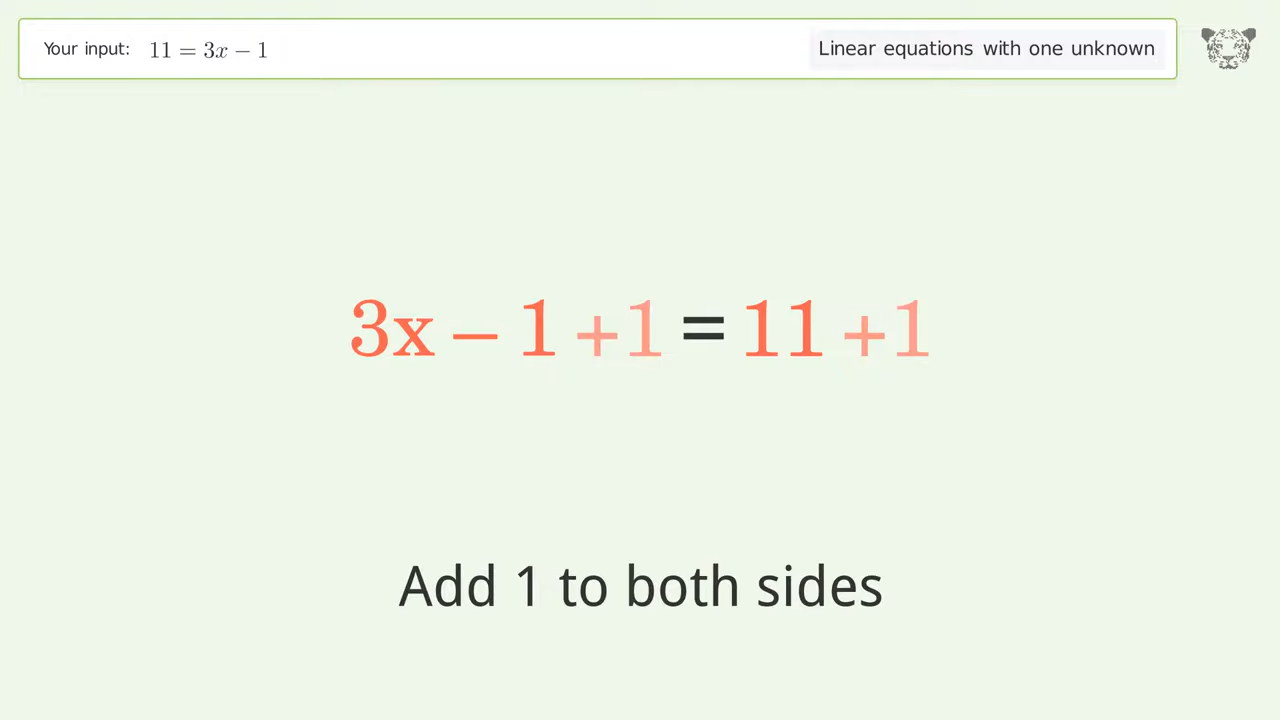 Your input: 11 = 3x − 1
Linear equations with one unknown
3x − 1 +1 = 11 +1
Add 1 to both sides